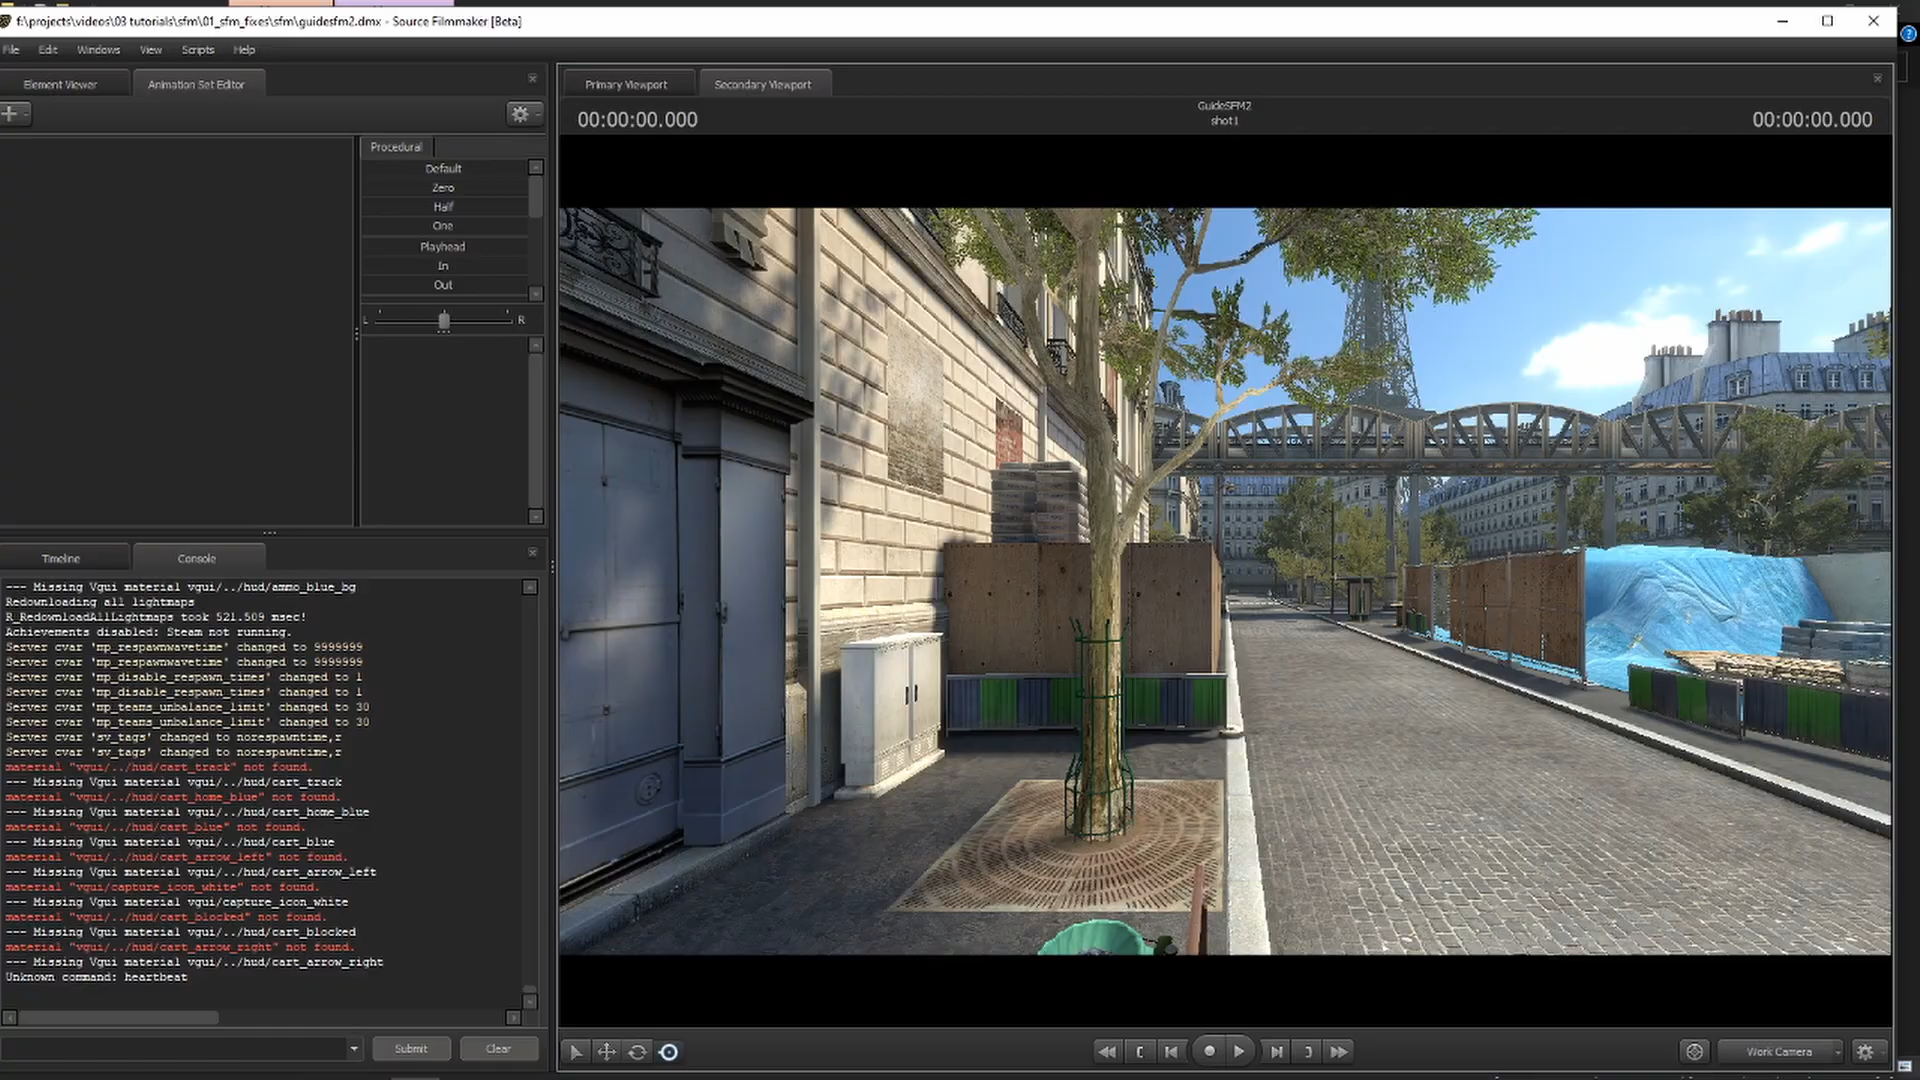 f:\projects\videos\03 tutorials\sfm\01_sfm_fixes\sfm\guidesfm2.dmx - Source Filmmaker [Beta]
File Edit Windows View Scripts Help
Element Viewer
Animation Set Editor
Procedural
Default
Zero
Half
One
Playhead
In
Out
L
R
Timeline
Console
--- Missing Vgui material vgui/../hud/ammo_blue_bg
Redownloading all lightmaps
R_RedownloadAllLightmaps took 521.509 msec!
Achievements disabled: Steam not running.
Server cvar 'mp_respawnwavetime' changed to 9999999
Server cvar 'mp_respawnwavetime' changed to 9999999
Server cvar 'mp_disable_respawn_times' changed to 1
Server cvar 'mp_disable_respawn_times' changed to 1
Server cvar 'mp_teams_unbalance_limit' changed to 30
Server cvar 'mp_teams_unbalance_limit' changed to 30
Server cvar 'sv_tags' changed to norespawntime,r
Server cvar 'sv_tags' changed to norespawntime,r
material "vgui/../hud/cart_track" not found.
--- Missing Vgui material vgui/../hud/cart_track
material "vgui/../hud/cart_home_blue" not found.
--- Missing Vgui material vgui/../hud/cart_home_blue
material "vgui/../hud/cart_blue" not found.
--- Missing Vgui material vgui/../hud/cart_blue
material "vgui/../hud/cart_arrow_left" not found.
--- Missing Vgui material vgui/../hud/cart_arrow_left
material "vgui/capture_icon_white" not found.
--- Missing Vgui material vgui/capture_icon_white
material "vgui/../hud/cart_blocked" not found.
--- Missing Vgui material vgui/../hud/cart_blocked
material "vgui/../hud/cart_arrow_right" not found.
--- Missing Vgui material vgui/../hud/cart_arrow_right
Unknown command: heartbeat
Submit
Clear
Primary Viewport
Secondary Viewport
00:00:00.000
GuideSFM2
shot1
00:00:00.000
Work Camera